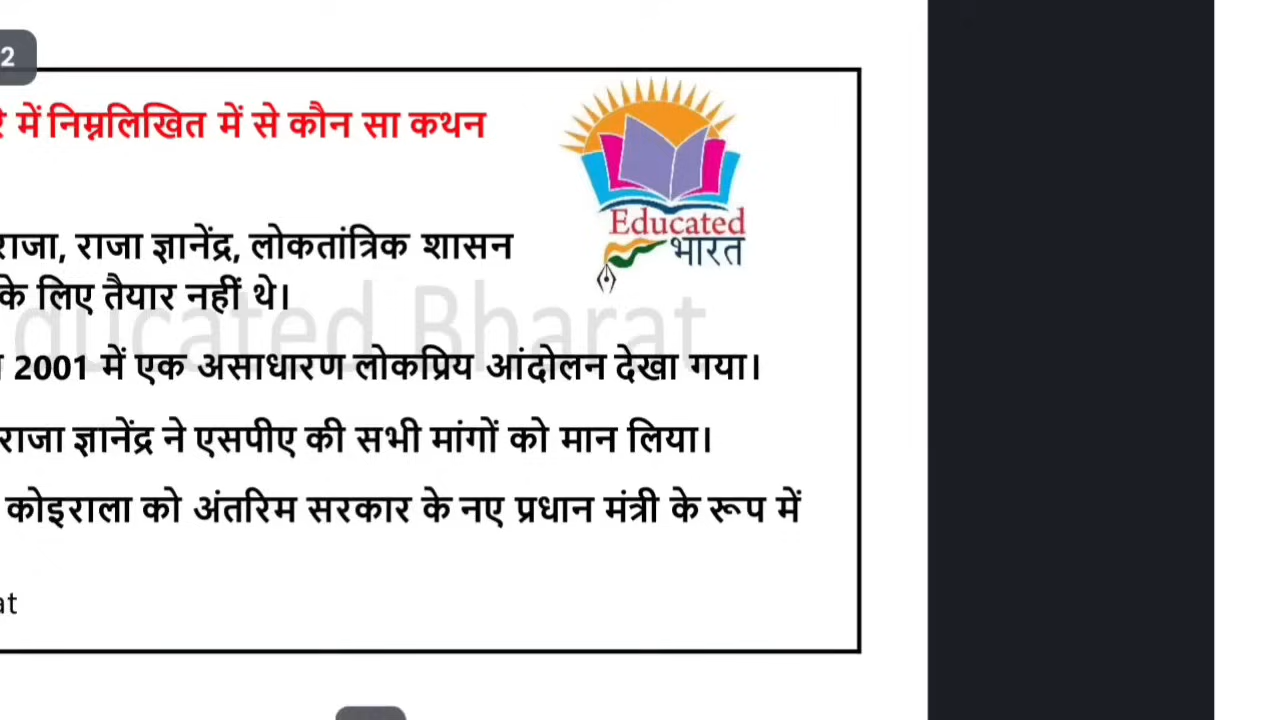 2
में निम्नलिखित में से कौन सा कथन
Educated
भारत
राजा, राजा ज्ञानेंद्र, लोकतांत्रिक शासन
के लिए तैयार नहीं थे।
ducated Bharat
2001 में एक असाधारण लोकप्रिय आंदोलन देखा गया।
राजा ज्ञानेंद्र ने एसपीए की सभी मांगों को मान लिया।
कोइराला को अंतरिम सरकार के नए प्रधान मंत्री के रूप में
at